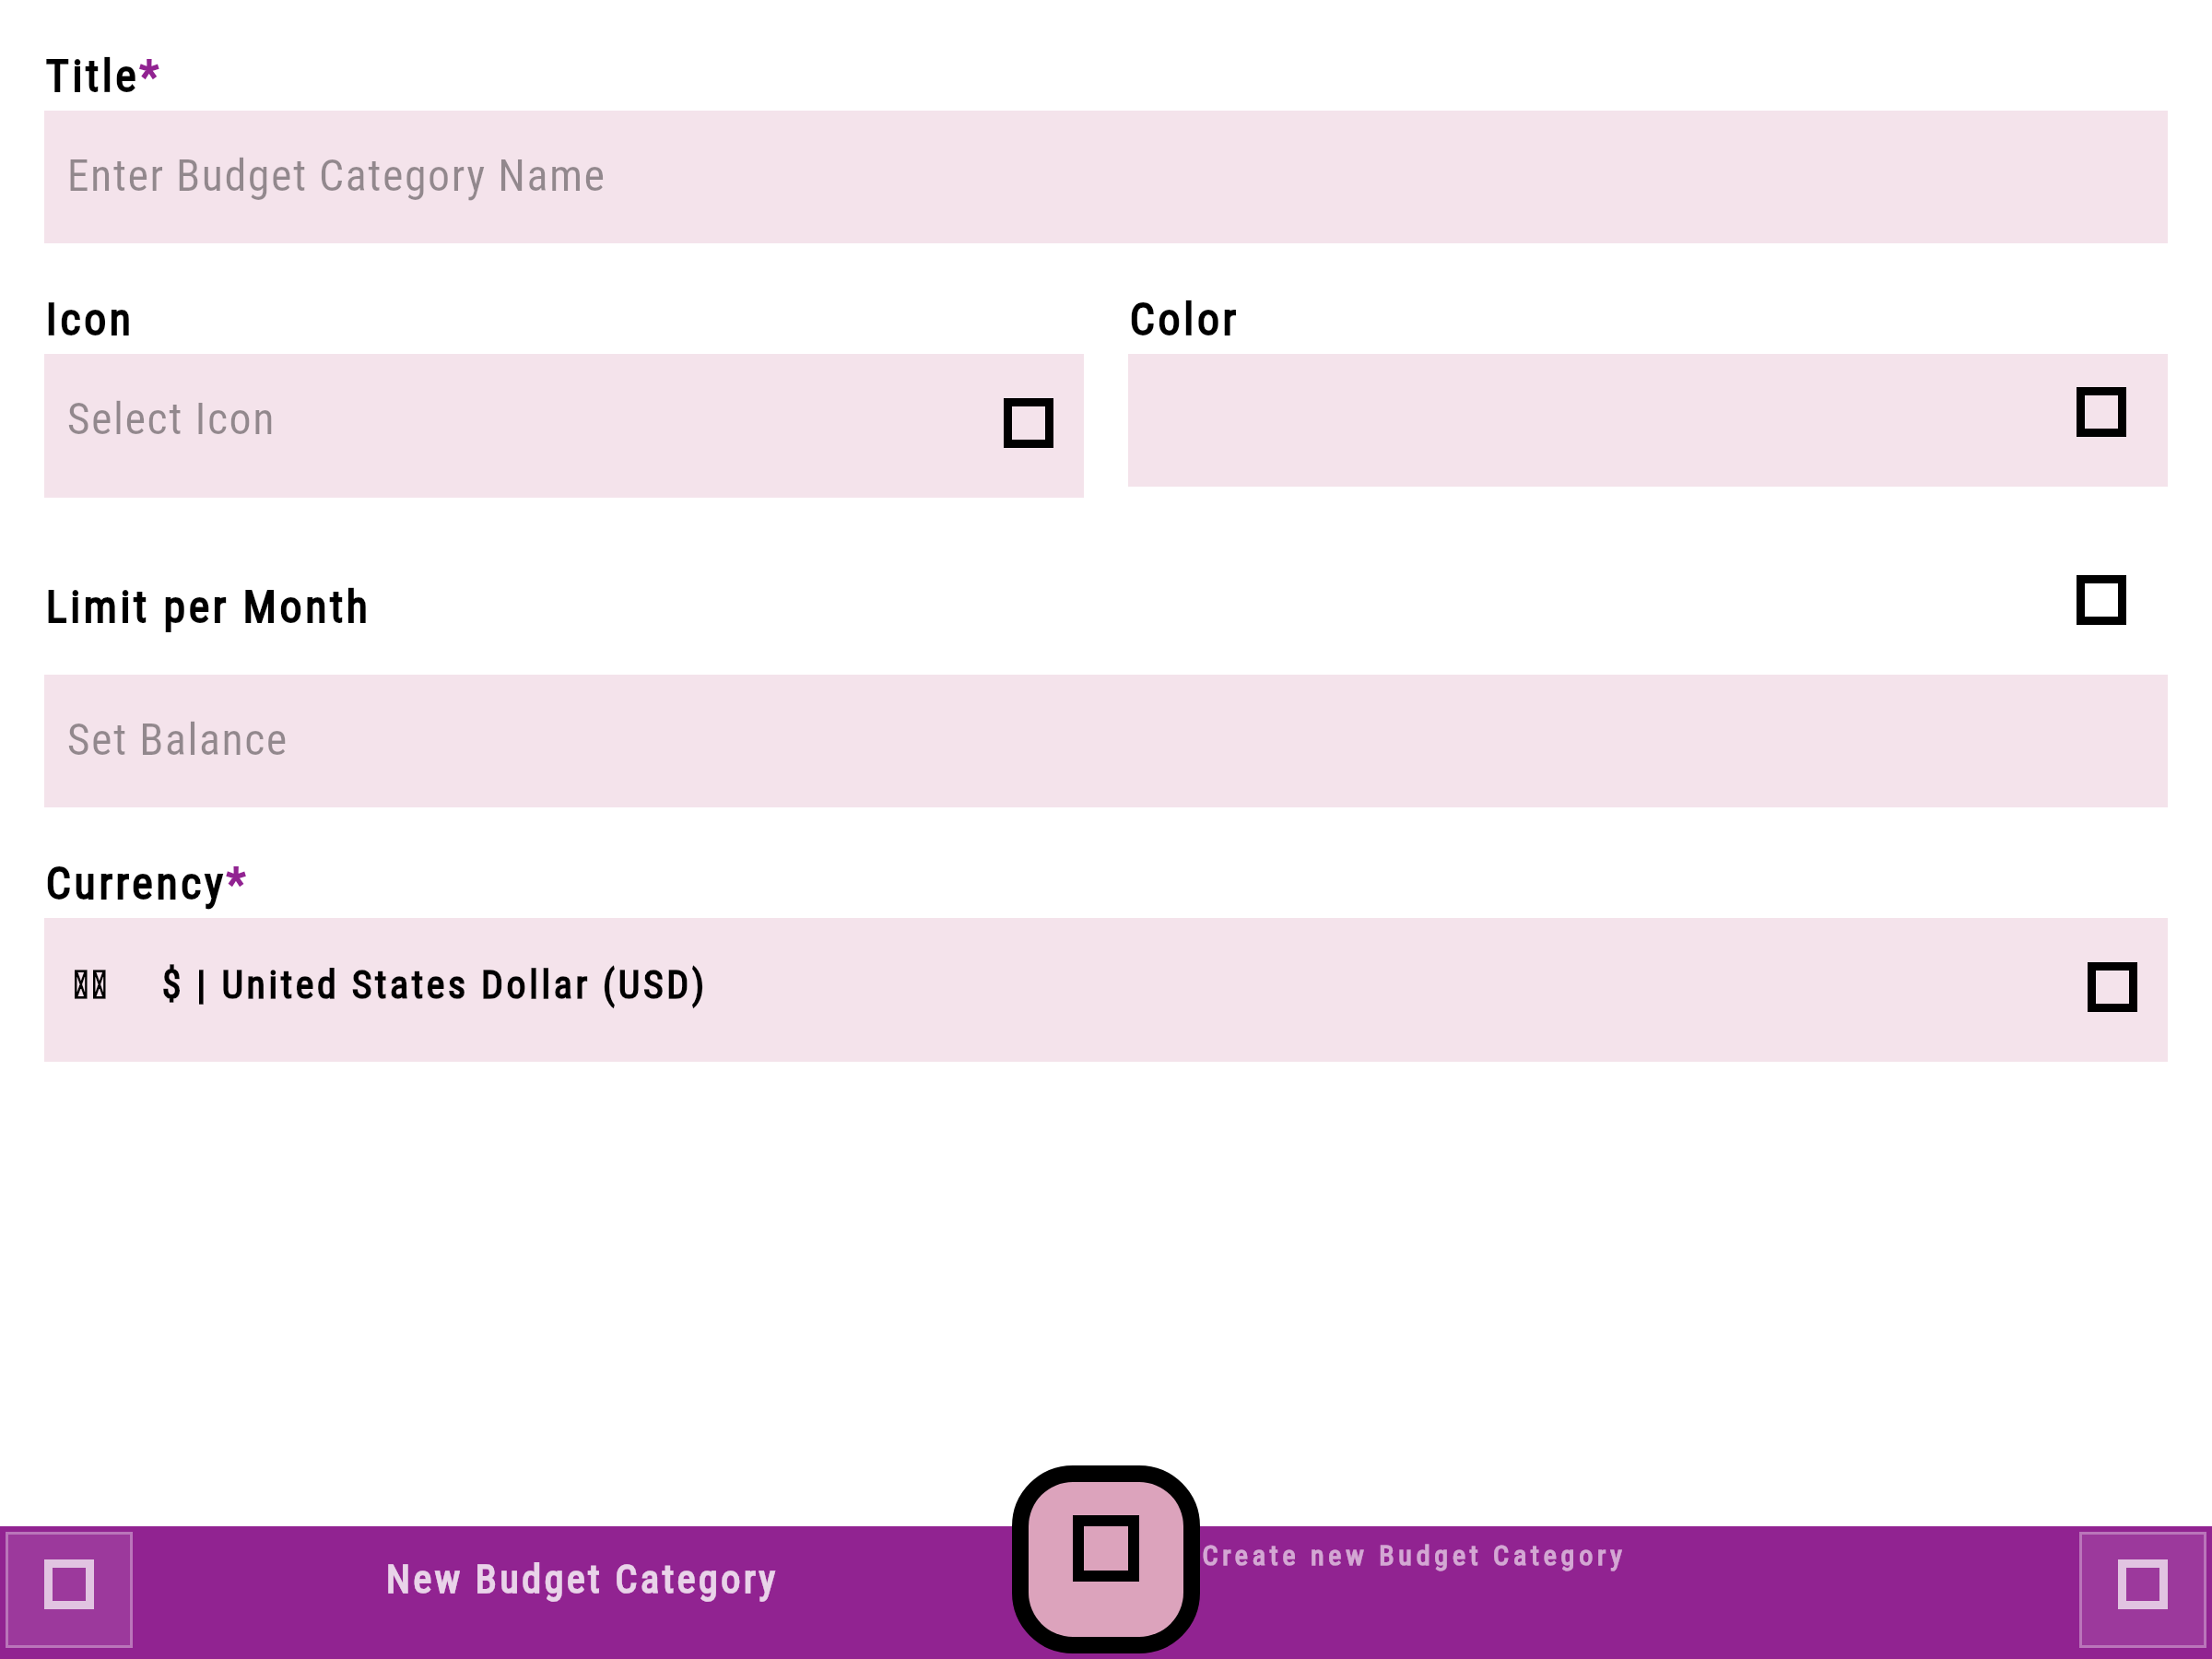 Title*
Enter Budget Category Name
Icon
Color
Select Icon
Limit per Month
Set Balance
Currency*
$ | United States Dollar (USD)
New Budget Category
Create new Budget Category